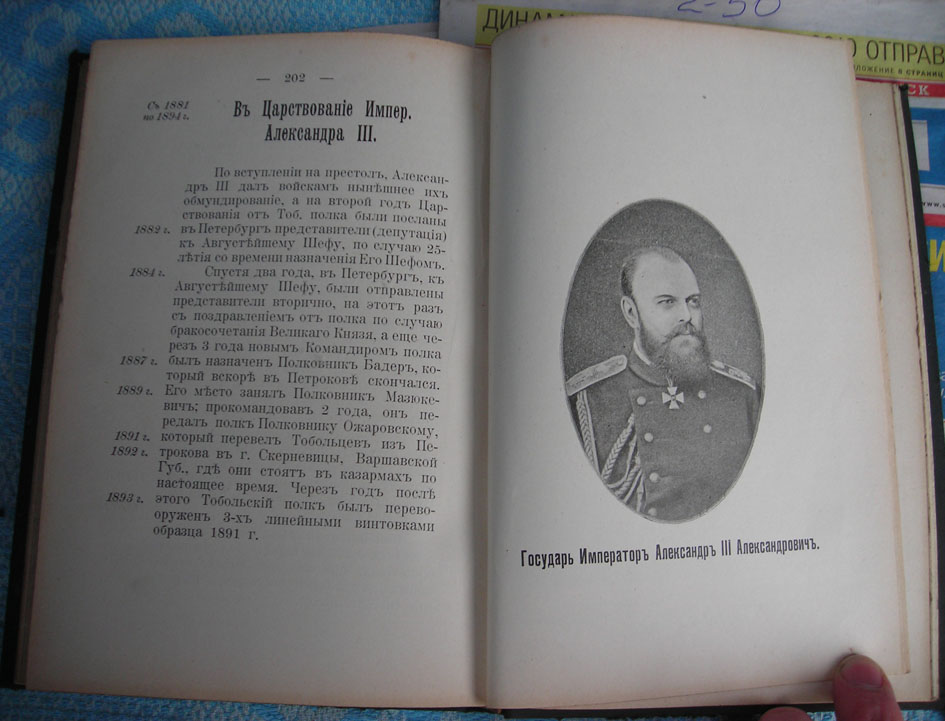 — 202 —
Съ 1881
по 1894 г.
Въ Царствованіе Импер.
Александра III.
По вступленіи на престолъ, Алексан-
дръ III далъ войскамъ нынѣшнее ихъ
обмундированіе, а на второй годъ Цар-
ствованія отъ Тоб. полка были посланы
1882 г. въ Петербургъ представители (депутація)
къ Августѣйшему Шефу, по случаю 25-
лѣтія со времени назначенія Его Шефомъ.
1884 г. Спустя два года, въ Петербургъ, къ
Августѣйшему Шефу, были отправлены
представители вторично, на этотъ разъ
съ поздравленіемъ отъ полка по случаю
бракосочетанія Великаго Князя, а еще че-
резъ 3 года новымъ Командиромъ полка
1887 г. былъ назначенъ Полковникъ Бадеръ, ко-
торый вскорѣ въ Петроковѣ скончался.
1889 г. Его мѣсто занялъ Полковникъ Мазюке-
вичъ; прокомандовавъ 2 года, онъ пе-
редалъ полкъ Полковнику Ожаровскому,
1891 г. который перевелъ Тобольцевъ изъ Пе-
1892 г. трокова въ г. Скерневицы, Варшавской
Губ., гдѣ они стоятъ въ казармахъ по
настоящее время. Черезъ годъ послѣ
1893 г. этого Тобольскій полкъ былъ перево-
оруженъ 3-хъ линейными винтовками
образца 1891 г.
Государь Императоръ Александръ III Александровичъ.
2-50
ДИНАМ
ОТПРАВ
В СТРАНИЦ
СК
www.